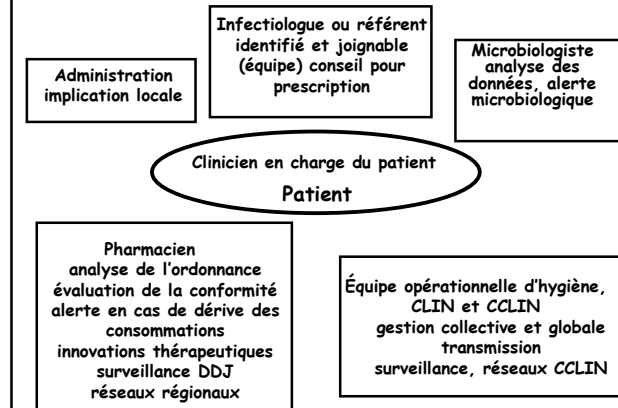 Infectiologue ou référent
identifié et joignable
(équipe) conseil pour
prescription
Administration
implication locale
Microbiologiste
analyse des
données, alerte
microbiologique
Clinicien en charge du patient
Patient
Pharmacien
analyse de l'ordonnance
évaluation de la conformité
alerte en cas de dérive des
consommations
innovations thérapeutiques
surveillance DDJ
réseaux régionaux
Équipe opérationnelle d'hygiène,
CLIN et CCLIN
gestion collective et globale
transmission
surveillance, réseaux CCLIN